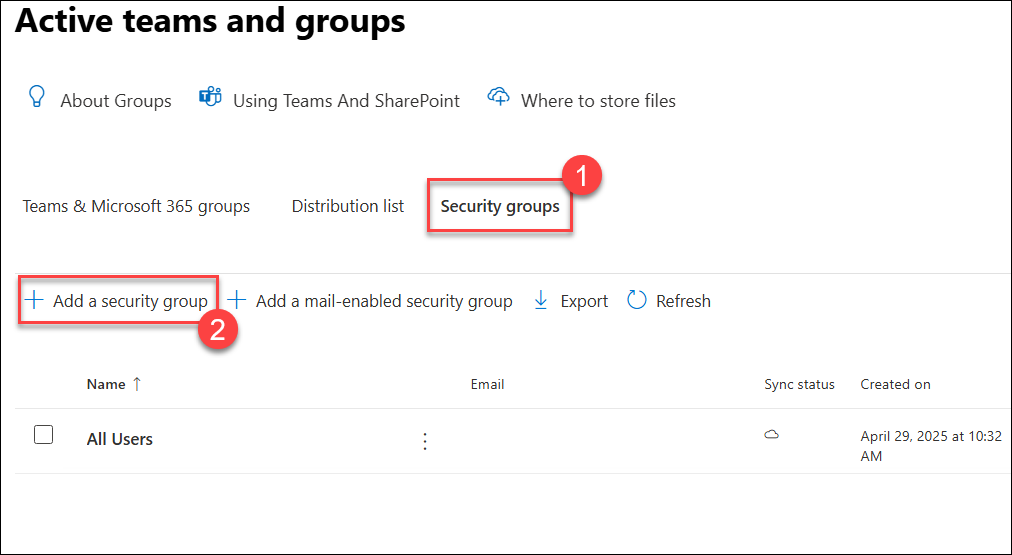 Active teams and groups
About Groups Using Teams And SharePoint Where to store files
1
Teams & Microsoft 365 groups Distribution list Security groups
Add a security group Add a mail-enabled security group Export Refresh
2
Name ↑ Email Sync status Created on
All Users April 29, 2025 at 10:32
AM